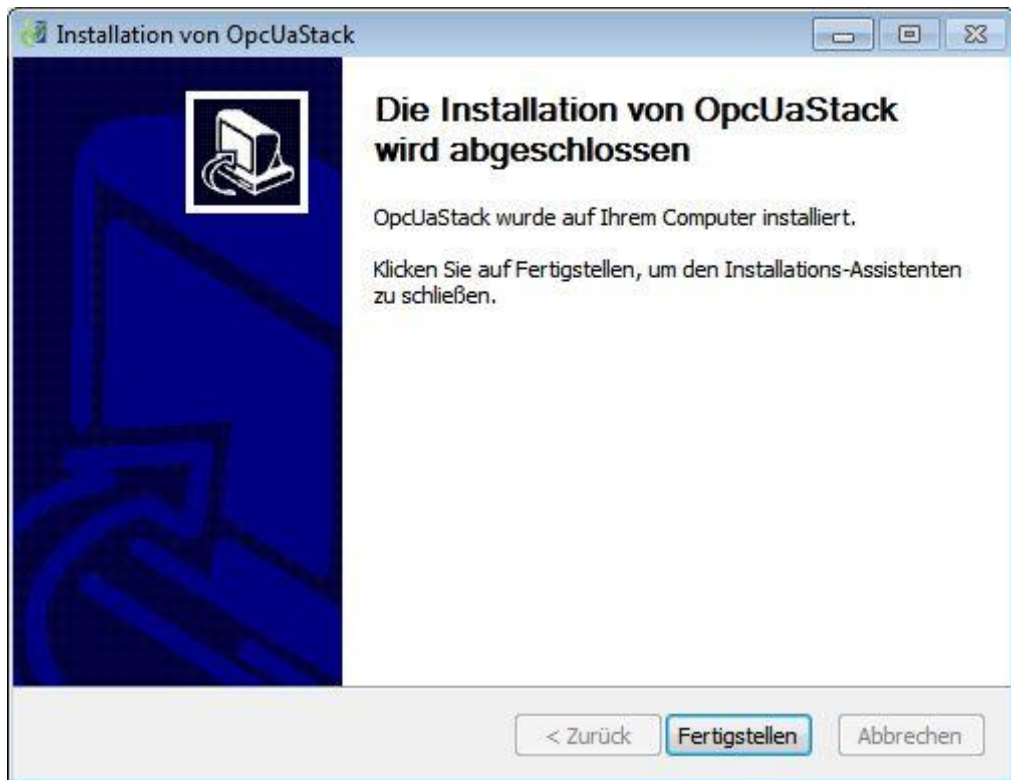 Installation von OpcUaStack
Die Installation von OpcUaStack
wird abgeschlossen
OpcUaStack wurde auf Ihrem Computer installiert.
Klicken Sie auf Fertigstellen, um den Installations-Assistenten
zu schließen.
< Zurück Fertigstellen Abbrechen